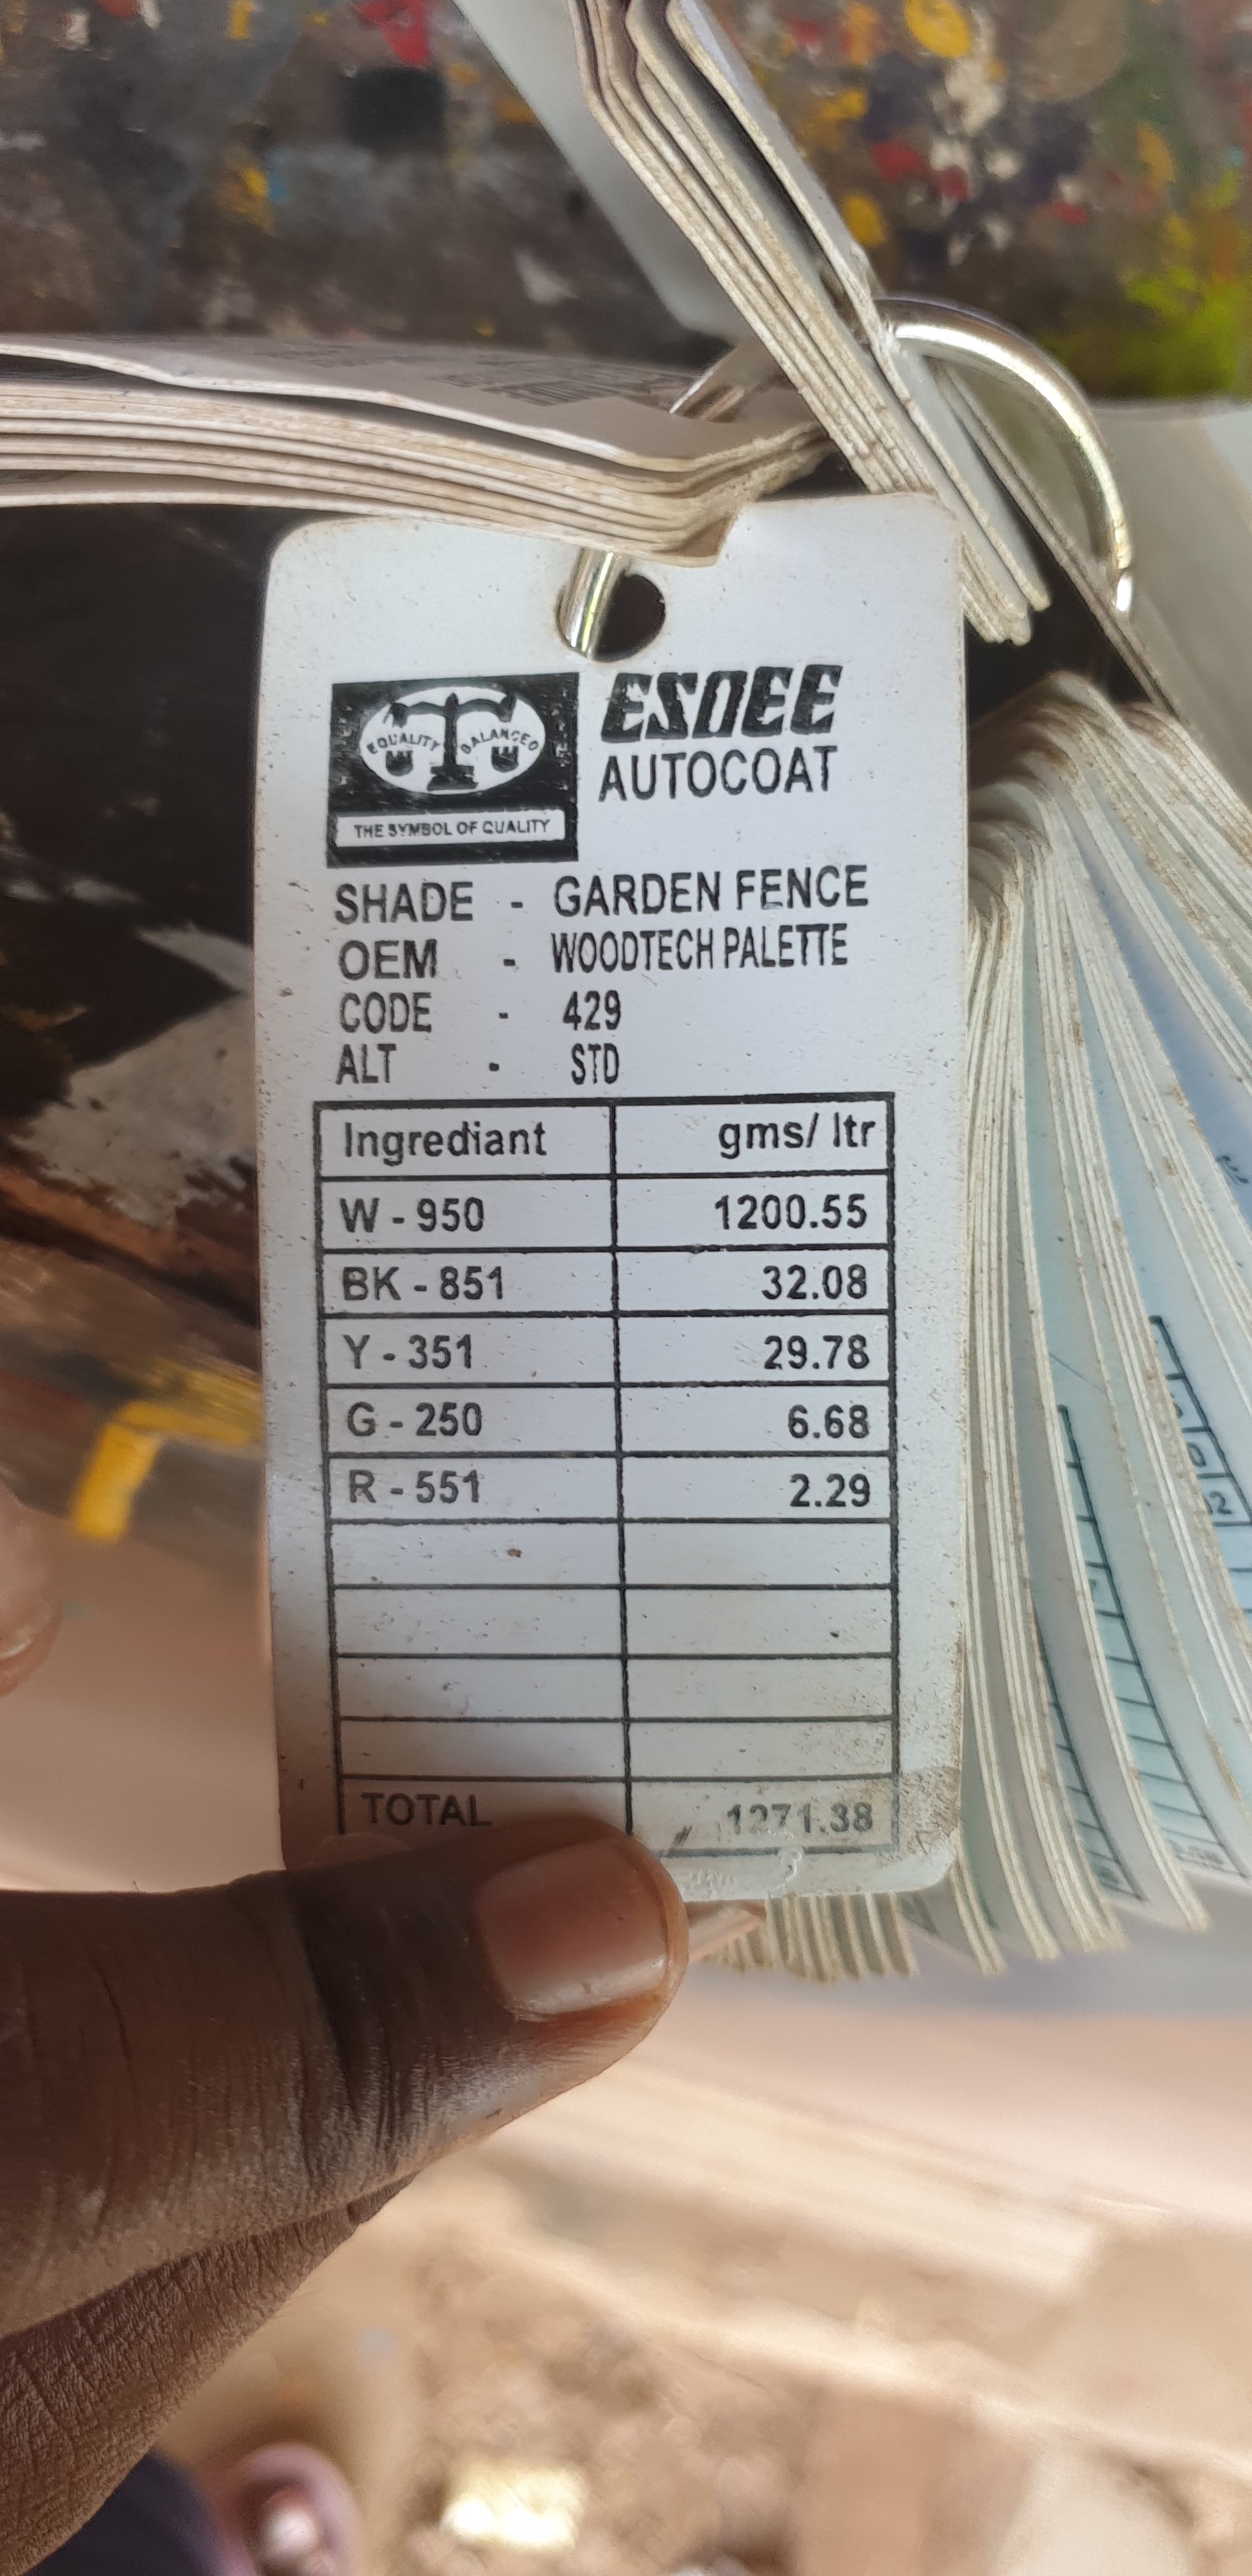 EQUALITY BALANCED
THE SYMBOL OF QUALITY
ESDEE
AUTOCOAT
SHADE - GARDEN FENCE
OEM - WOODTECH PALETTE
CODE - 429
ALT - STD
Ingrediant gms/ ltr
W - 950 1200.55
BK - 851 32.08
Y - 351 29.78
G - 250 6.68
R - 551 2.29
TOTAL 1271.38